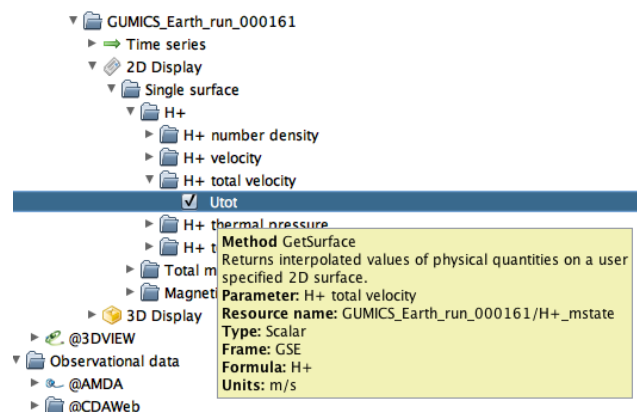 GUMICS_Earth_run_000161
Time series
2D Display
Single surface
H+
H+ number density
H+ velocity
H+ total velocity
Utot
H+ thermal pressure
H+ t
Total m
Magneti
3D Display
@3DVIEW
Observational data
@AMDA
@CDAWeb
Method GetSurface
Returns interpolated values of physical quantities on a user
specified 2D surface.
Parameter: H+ total velocity
Resource name: GUMICS_Earth_run_000161/H+_mstate
Type: Scalar
Frame: GSE
Formula: H+
Units: m/s